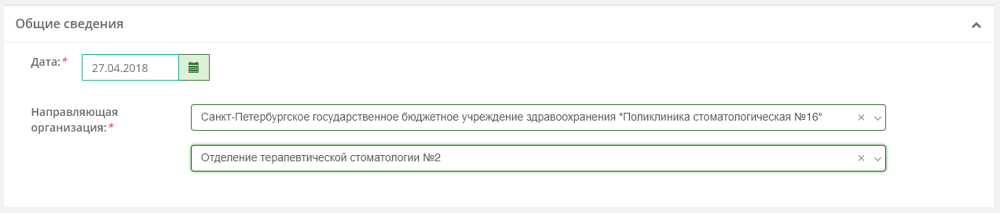 Общие сведения
Дата:*
27.04.2018
Направляющая
организация:*
Санкт-Петербургское государственное бюджетное учреждение здравоохранения "Поликлиника стоматологическая №16"
Отделение терапевтической стоматологии №2